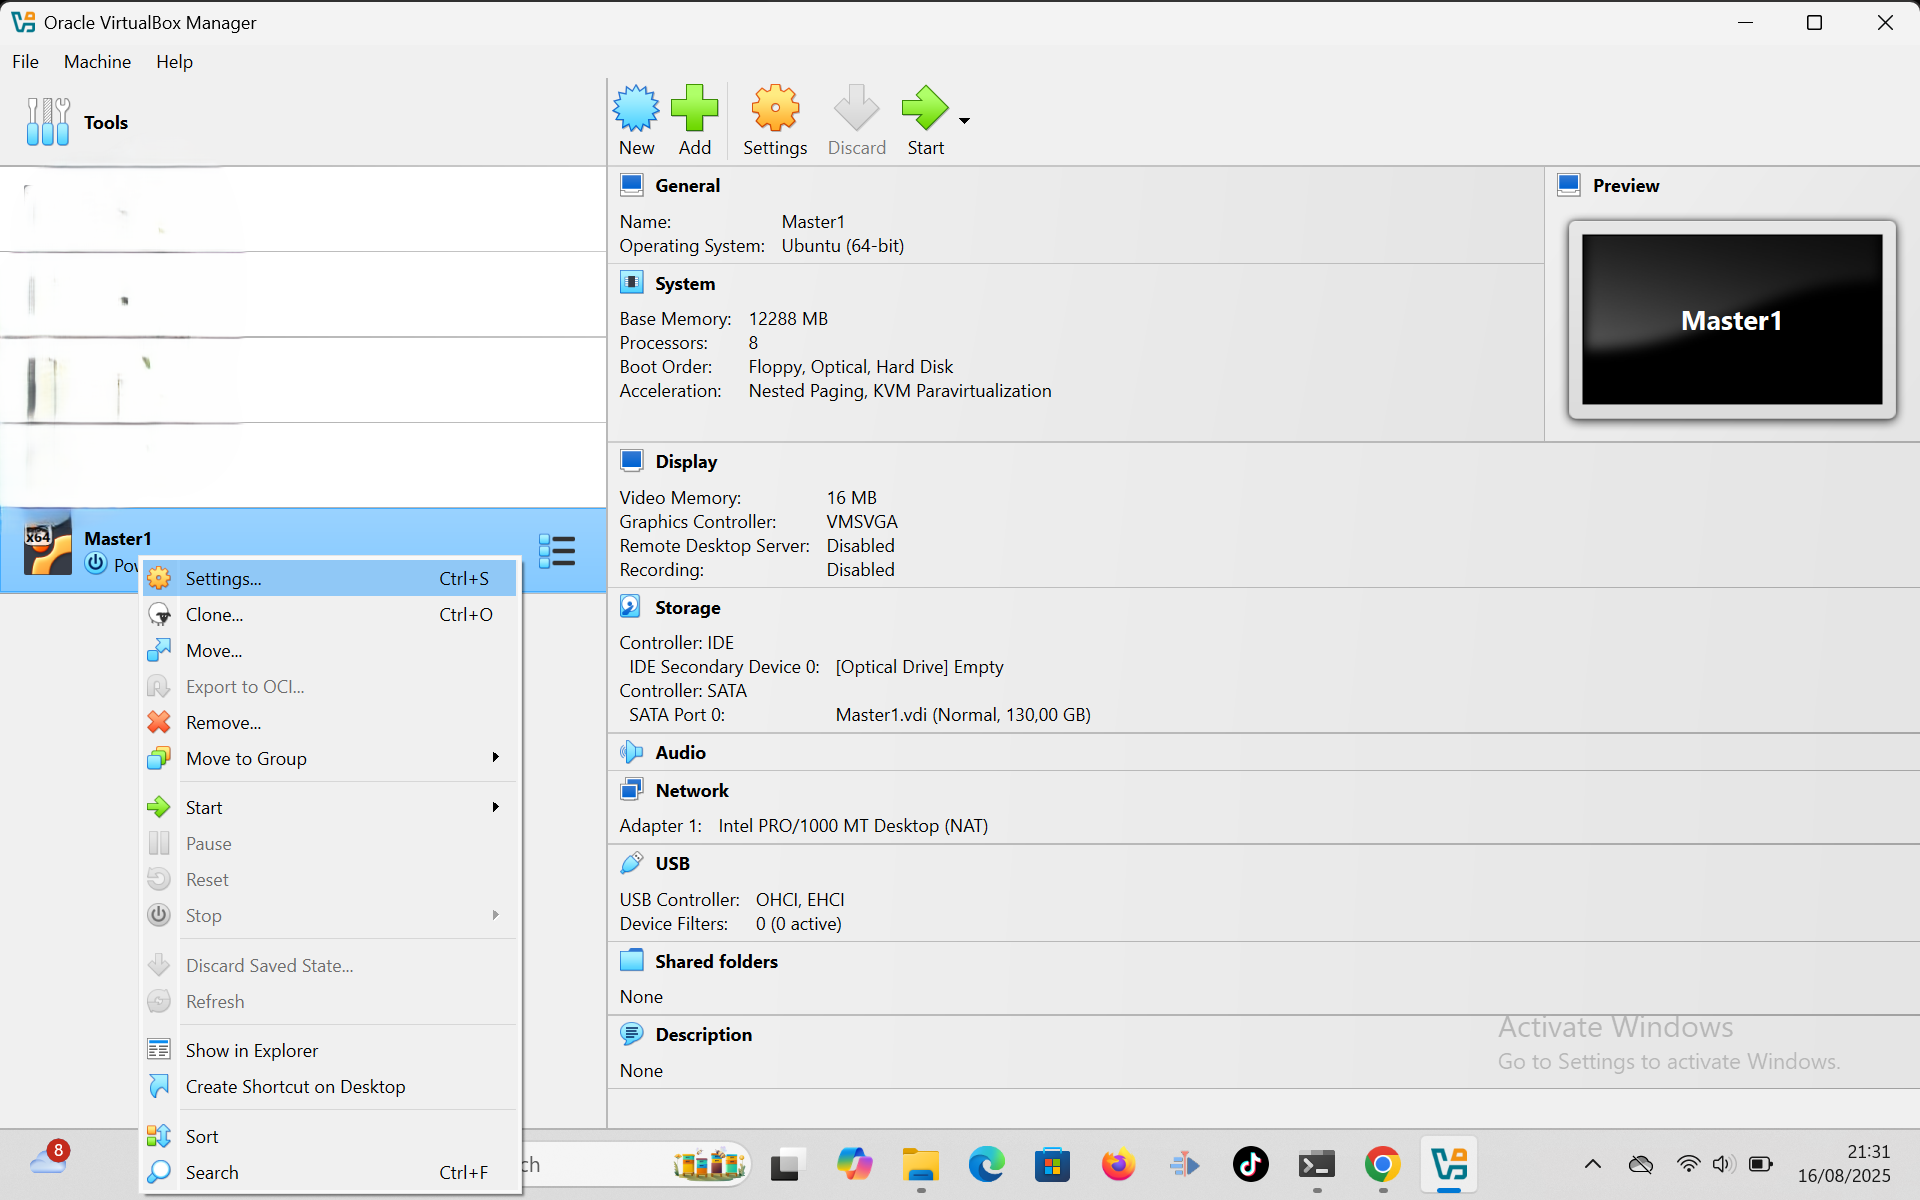 Oracle VirtualBox Manager
File Machine Help
Tools
New Add Settings Discard Start
General
Name: Master1
Operating System: Ubuntu (64-bit)
Preview
Master1
System
Base Memory: 12288 MB
Processors: 8
Boot Order: Floppy, Optical, Hard Disk
Acceleration: Nested Paging, KVM Paravirtualization
Display
Video Memory: 16 MB
Graphics Controller: VMSVGA
Remote Desktop Server: Disabled
Recording: Disabled
Storage
Controller: IDE
IDE Secondary Device 0: [Optical Drive] Empty
Controller: SATA
SATA Port 0: Master1.vdi (Normal, 130,00 GB)
Audio
Network
Adapter 1: Intel PRO/1000 MT Desktop (NAT)
USB
USB Controller: OHCI, EHCI
Device Filters: 0 (0 active)
Shared folders
None
Description
None
x64
Master1
Settings... Ctrl+S
Clone... Ctrl+O
Move...
Export to OCI...
Remove...
Move to Group
Start
Pause
Reset
Stop
Discard Saved State...
Refresh
Show in Explorer
Create Shortcut on Desktop
Sort
Search Ctrl+F
Activate Windows
Go to Settings to activate Windows.
8
21:31
16/08/2025